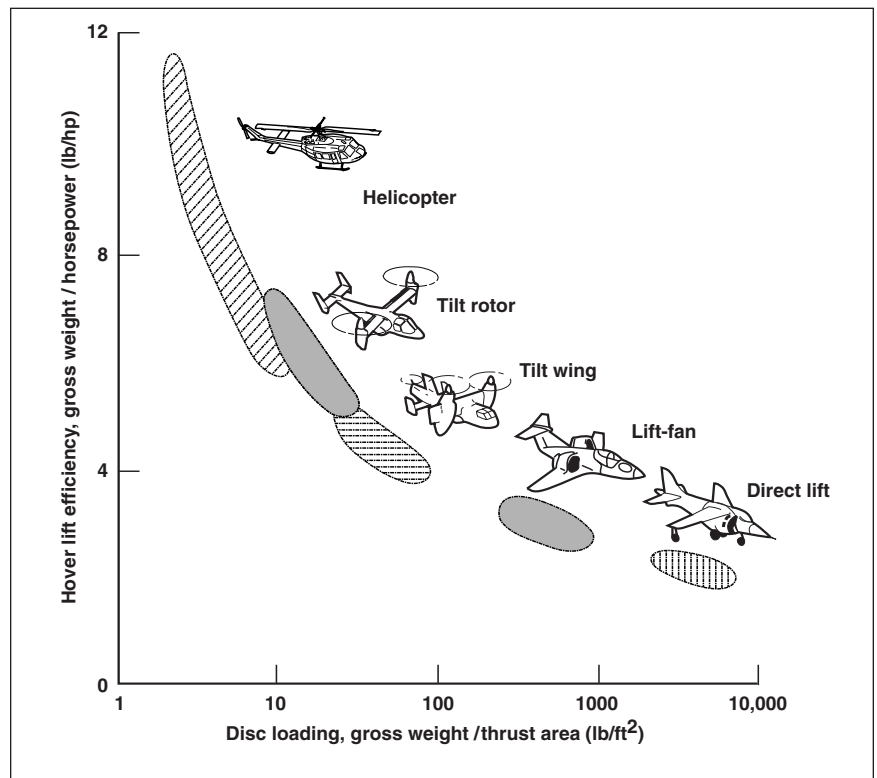 12
8
4
0
Hover lift efficiency, gross weight / horsepower (lb/hp)
Helicopter
Tilt rotor
Tilt wing
Lift-fan
Direct lift
1
10
100
1000
10,000
Disc loading, gross weight /thrust area (lb/ft²)